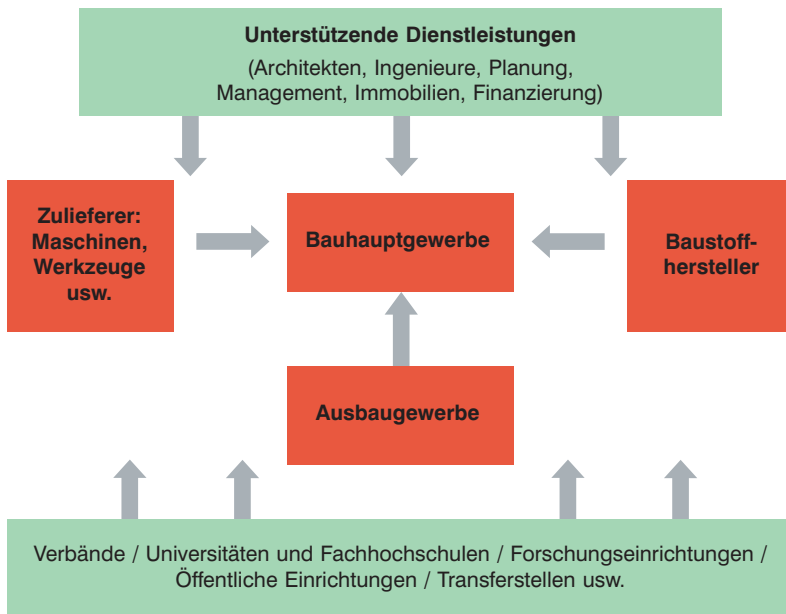 Unterstützende Dienstleistungen
(Architekten, Ingenieure, Planung,
Management, Immobilien, Finanzierung)
Zulieferer:
Maschinen,
Werkzeuge
usw.
Bauhauptgewerbe
Baustoff-
hersteller
Ausbaugewerbe
Verbände / Universitäten und Fachhochschulen / Forschungseinrichtungen /
Öffentliche Einrichtungen / Transferstellen usw.